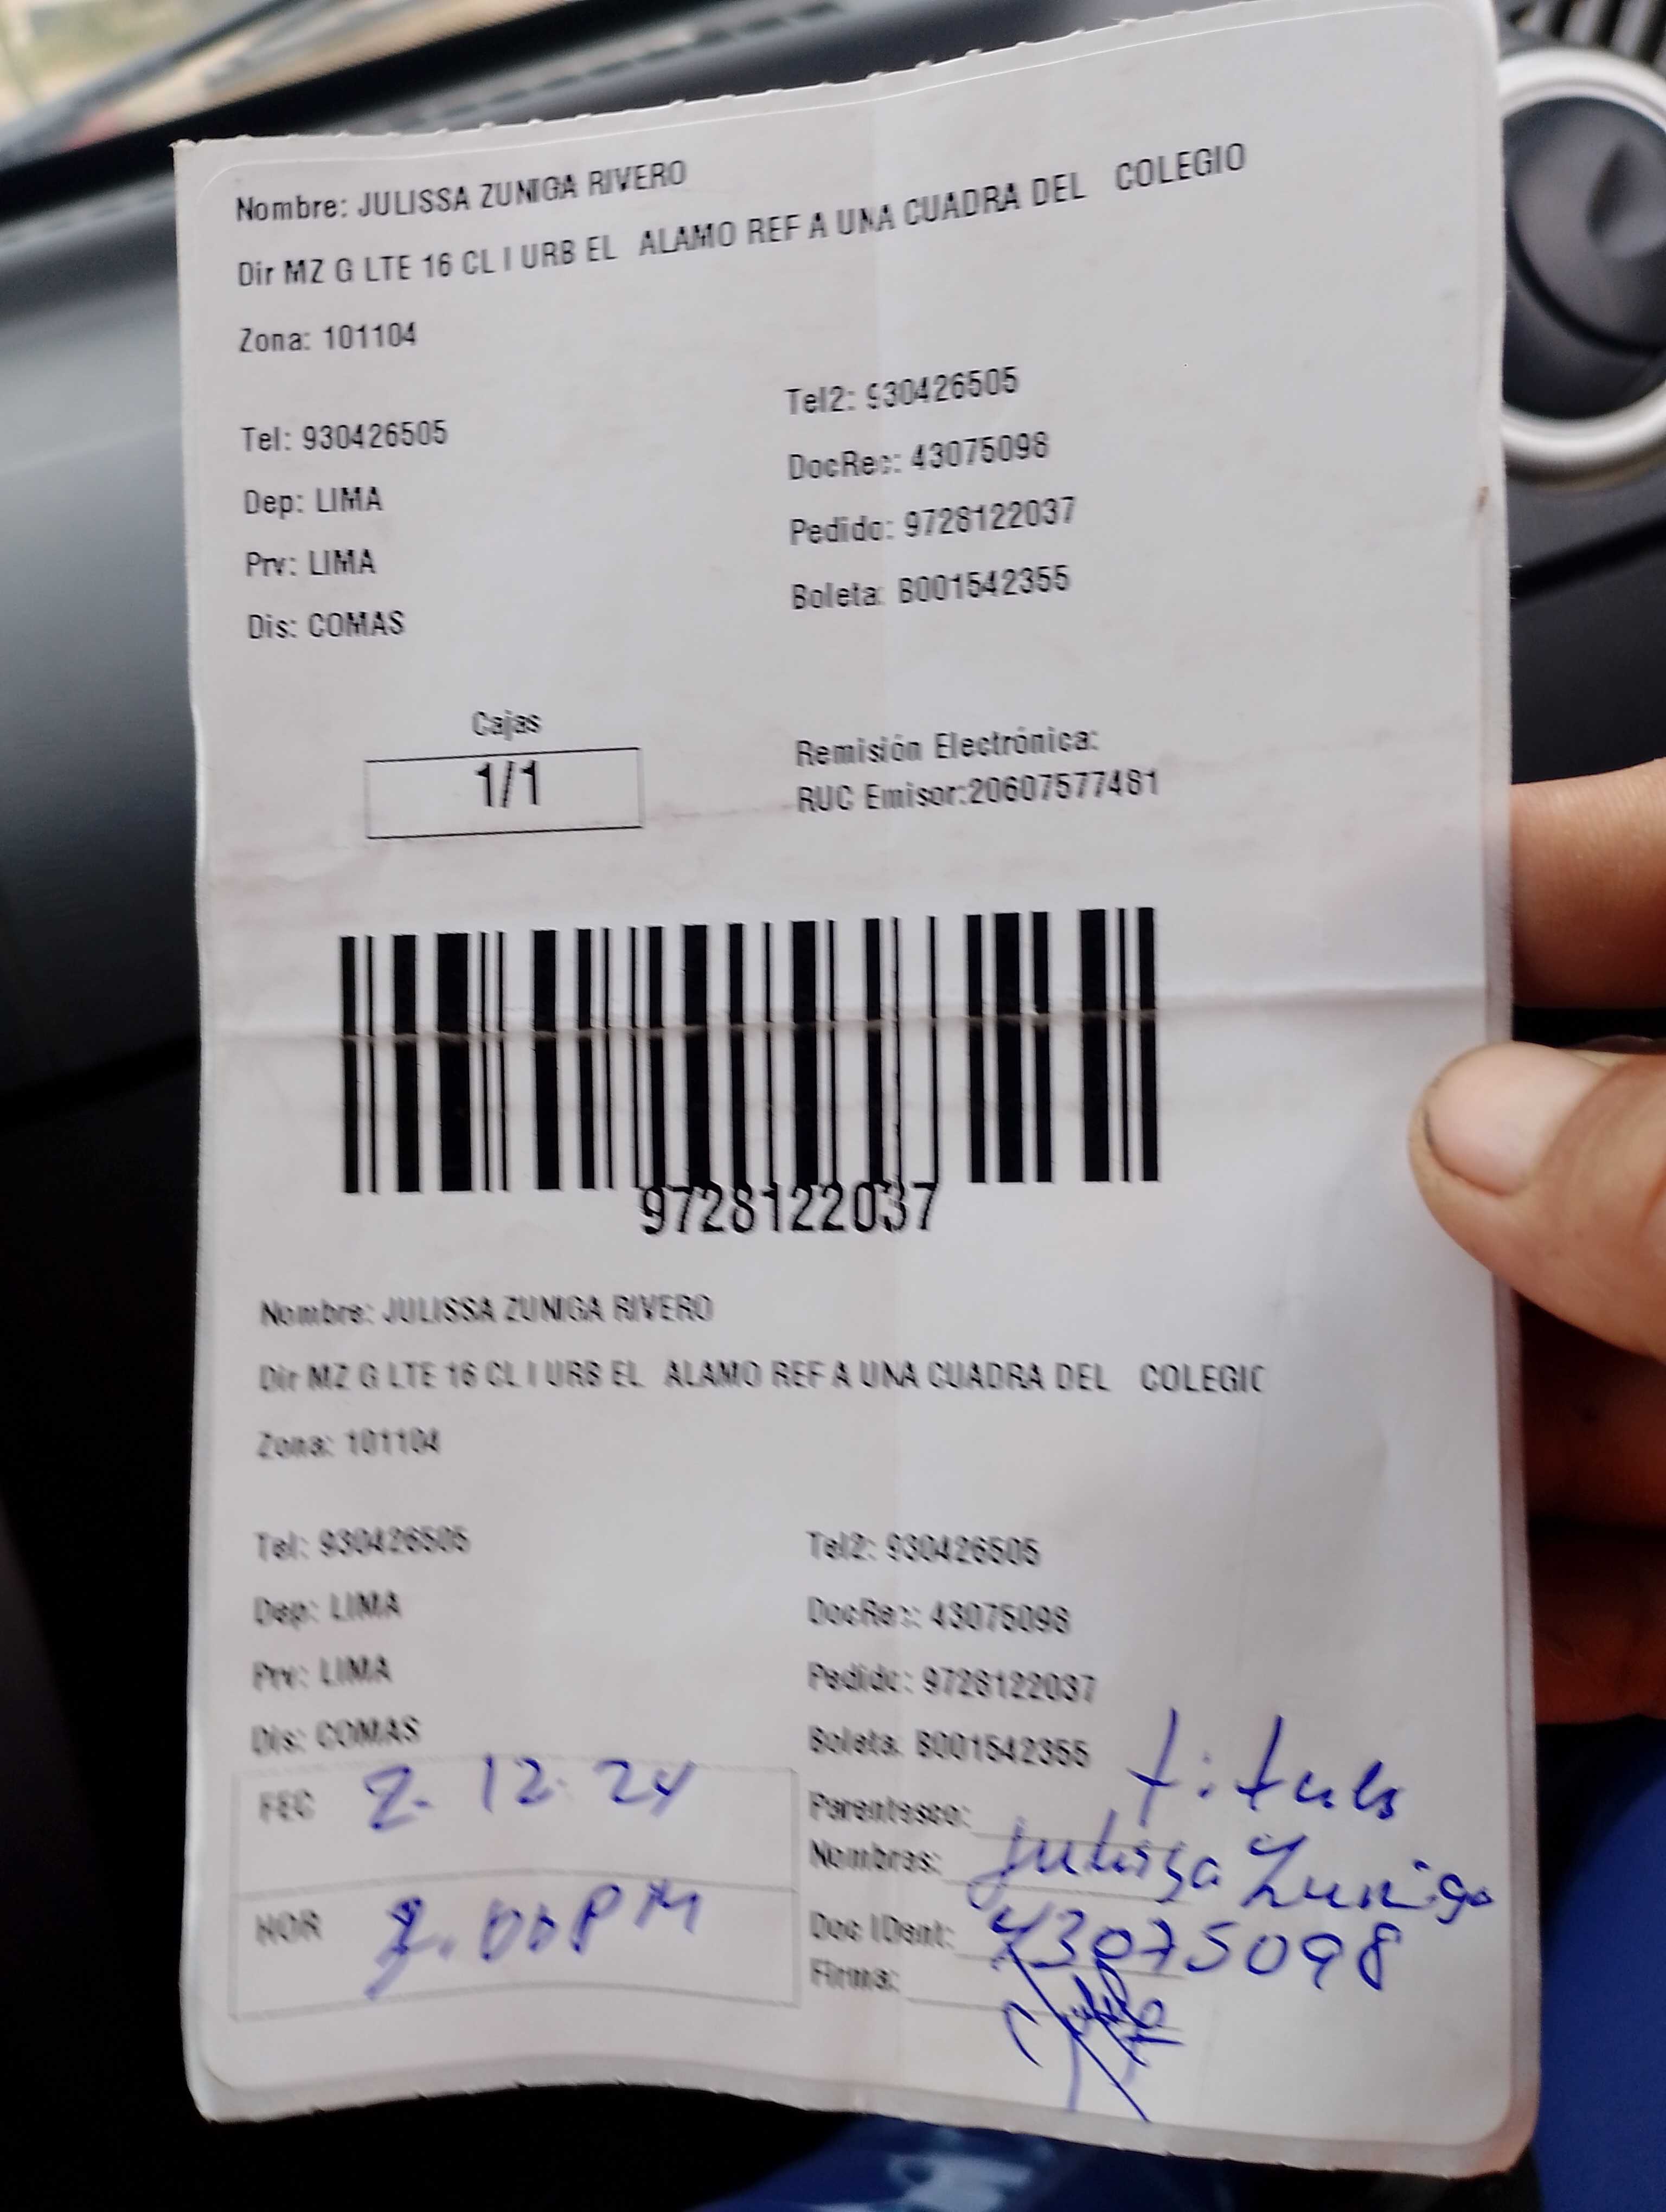 Nombre: JULISSA ZUNIGA RIVERO
Dir MZ G LTE 16 CL I URB EL ALAMO REF A UNA CUADRA DEL COLEGIO
Zona: 101104
Tel: 930426505
Tel2: 930426505
Dep: LIMA
DocRec: 43075098
Prv: LIMA
Pedido: 9728122037
Dis: COMAS
Boleta: B001542355
Cajas
1/1
Remisión Electrónica:
RUC Emisor:20607577481
9728122037
Nombre: JULISSA ZUNIGA RIVERO
Dir MZ G LTE 16 CL I URB EL ALAMO REF A UNA CUADRA DEL COLEGIO
Zona: 101104
Tel: 930426505
Tel2: 930426505
Dep: LIMA
DocRec: 43075098
Prv: LIMA
Pedido: 9728122037
Dis: COMAS
Boleta: B001542355
FEC 2. 12. 24
Parentesco: titular
Nombres: Julissa Zuniga
HOR PM
Doc IDent: 43075098
Firma: